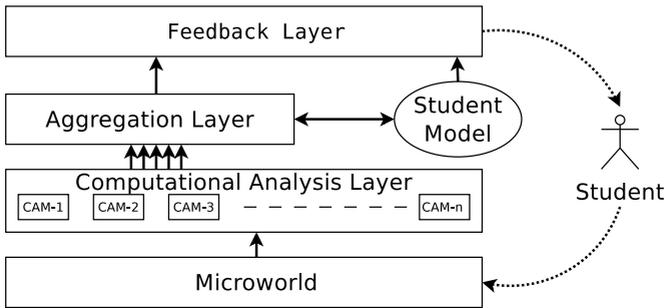 Feedback Layer
Aggregation Layer
Student
Model
Computational Analysis Layer
CAM-1
CAM-2
CAM-3
CAM-n
Student
Microworld